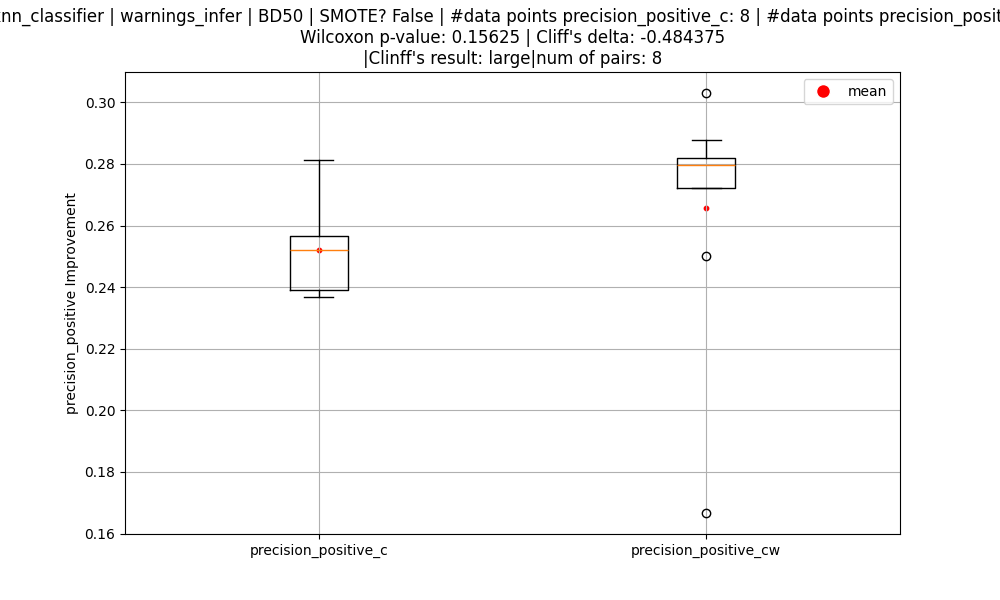 | warnings_infer | BD50 | SMOTE? False | #data points precision_positive_c: 8 | #data points
Wilcoxon p-value: 0.15625 | Cliff's delta: -0.484375
|Clinff's result: large|num of pairs: 8
mean
0.30
0.28
0.26
0.24
0.22
0.20
0.18
0.16
precision_positive Improvement
precision_positive_c
precision_positive_cw